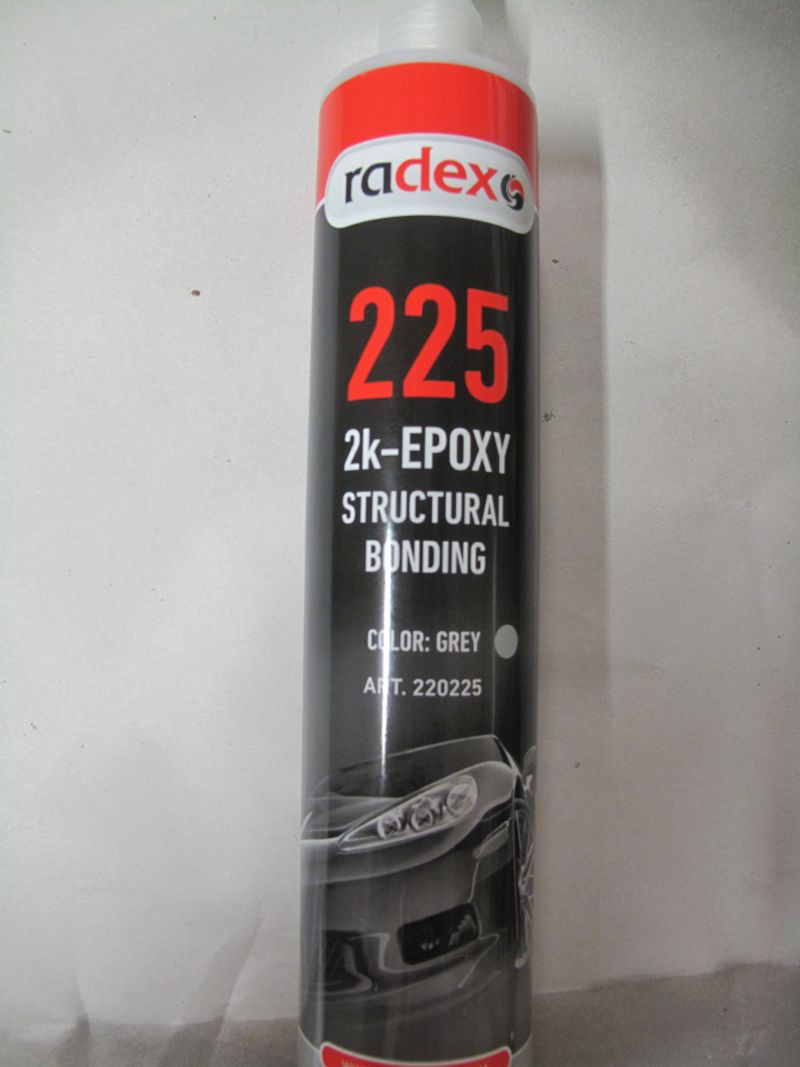 radex
225
2k-EPOXY
STRUCTURAL
BONDING
COLOR: GREY
ART. 220225